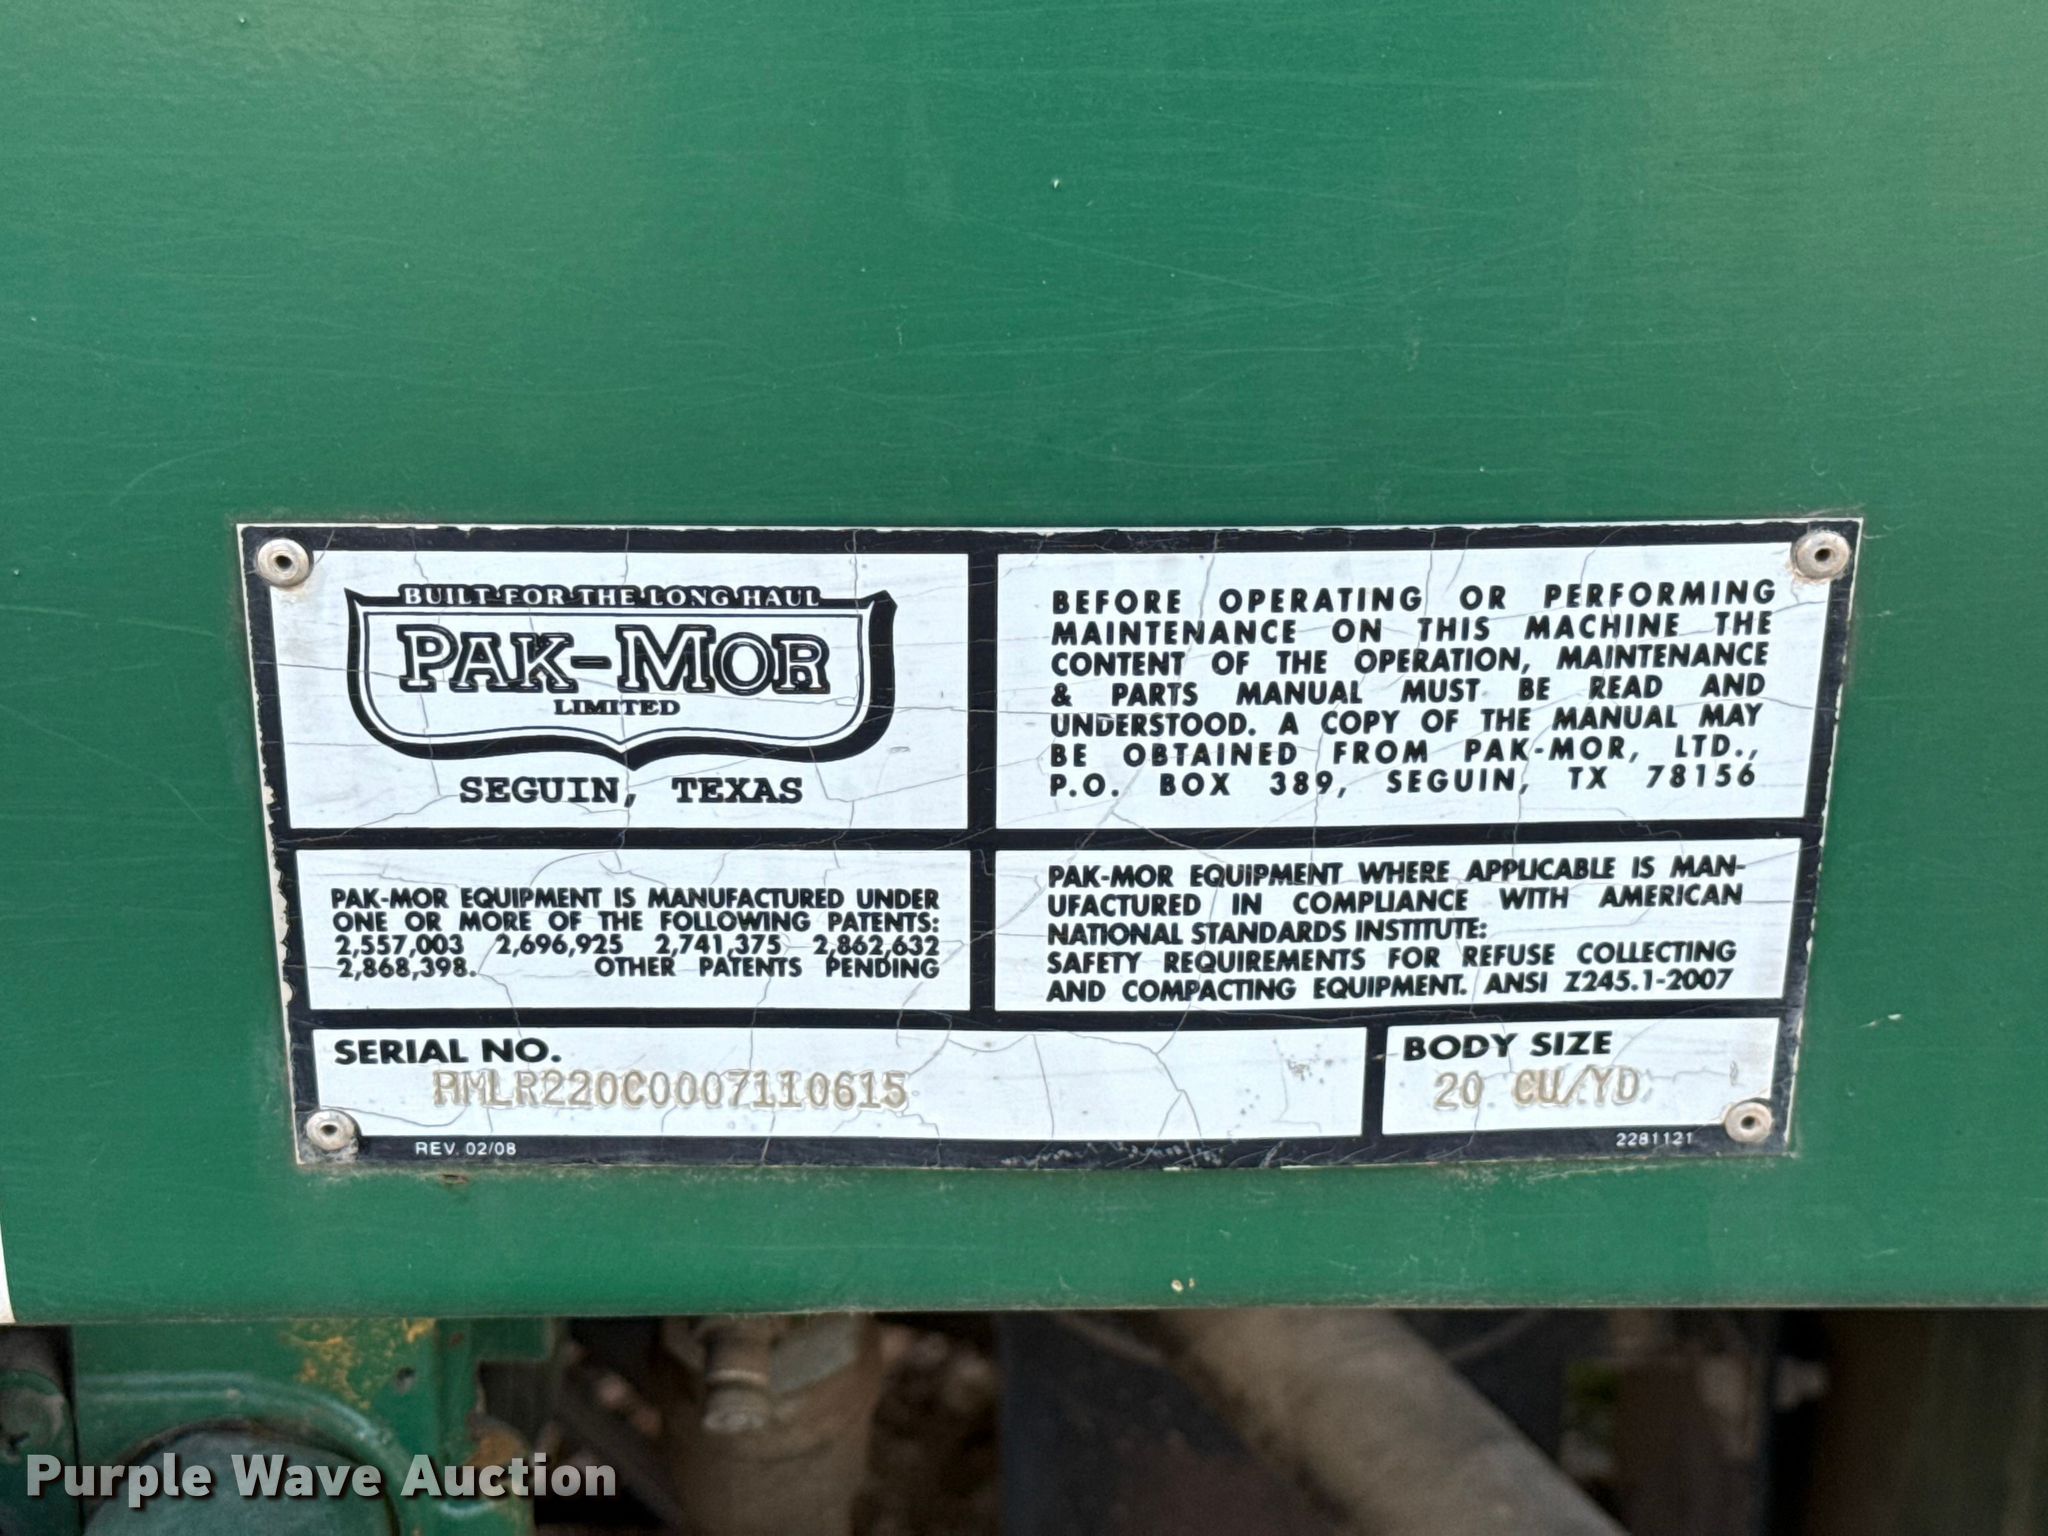 BUILT FOR THE LONG HAUL
PAK-MOR
LIMITED
SEGUIN, TEXAS
BEFORE OPERATING OR PERFORMING
MAINTENANCE ON THIS MACHINE THE
CONTENT OF THE OPERATION, MAINTENANCE
& PARTS MANUAL MUST BE READ AND
UNDERSTOOD. A COPY OF THE MANUAL MAY
BE OBTAINED FROM PAK-MOR, LTD.,
P.O. BOX 389, SEGUIN, TX 78156
PAK-MOR EQUIPMENT IS MANUFACTURED UNDER
ONE OR MORE OF THE FOLLOWING PATENTS:
2,557,003 2,696,925 2,741,375 2,862,632
2,868,398. OTHER PATENTS PENDING
PAK-MOR EQUIPMENT WHERE APPLICABLE IS MAN-
UFACTURED IN COMPLIANCE WITH AMERICAN
NATIONAL STANDARDS INSTITUTE:
SAFETY REQUIREMENTS FOR REFUSE COLLECTING
AND COMPACTING EQUIPMENT. ANSI Z245.1-2007
SERIAL NO.
RMLR220C0007110615
BODY SIZE
20 CU/YD
REV. 02/08
2281121
Purple Wave Auction